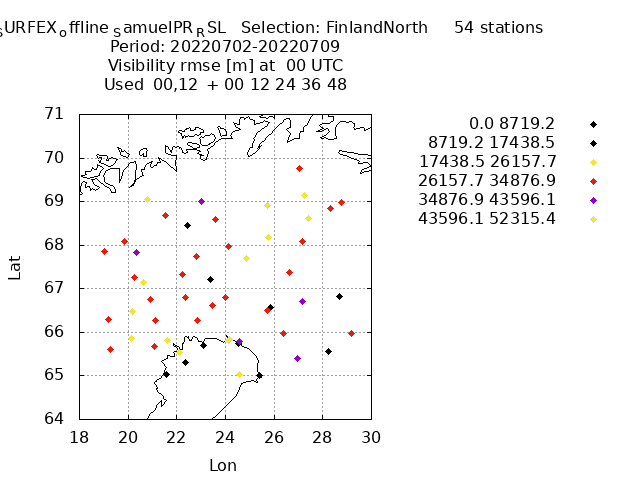 SURFEX_offline_SamuelPR_RSL Selection: FinlandNorth 54 stations
Period: 20220702-20220709
Visibility rmse [m] at 00 UTC
Used 00,12 + 00 12 24 36 48
0.0 8719.2
8719.2 17438.5
17438.5 26157.7
26157.7 34876.9
34876.9 43596.1
43596.1 52315.4
71
70
69
68
67
66
65
64
Lat
18 20 22 24 26 28 30
Lon